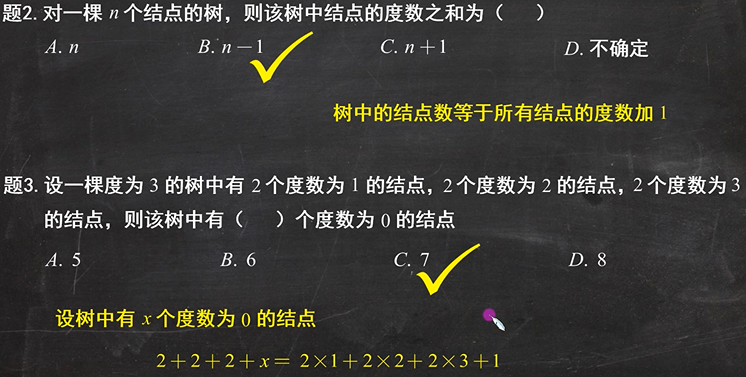 题2. 对一棵 n 个结点的树，则该树中结点的度数之和为（　　）
A. n　　B. n－1　　C. n＋1　　D. 不确定
树中的结点数等于所有结点的度数加 1
题3. 设一棵度为 3 的树中有 2 个度数为 1 的结点，2 个度数为 2 的结点，2 个度数为 3
的结点，则该树中有（　　）个度数为 0 的结点
A. 5　　B. 6　　C. 7　　D. 8
设树中有 x 个度数为 0 的结点
2＋2＋2＋x＝ 2×1＋2×2＋2×3＋1